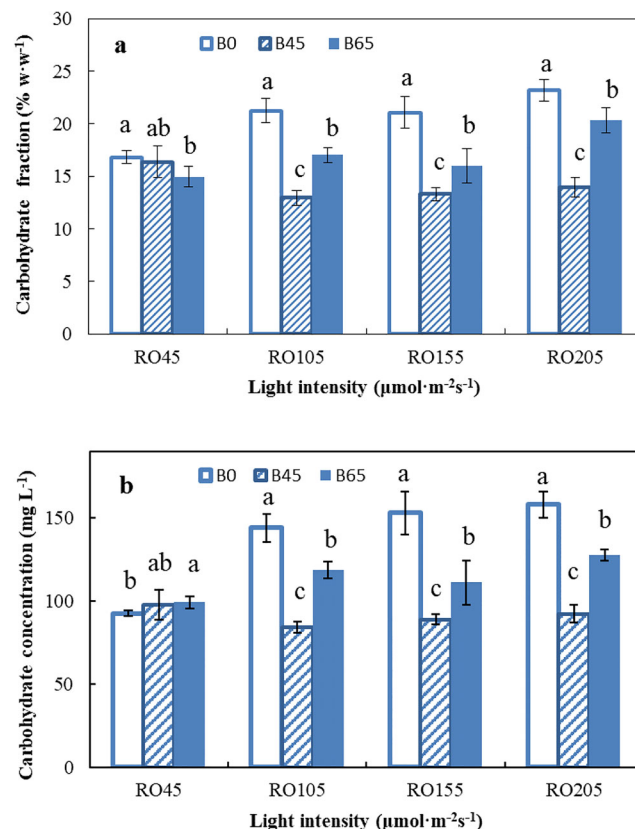 30
a
B0 B45 B65
25
20
15
10
5
0
Carbohydrate fraction (% w·w⁻¹)
a ab b
a c b
a c b
a c b
RO45 RO105 RO155 RO205
Light intensity (µmol·m⁻²s⁻¹)
b
B0 B45 B65
150
100
50
0
Carbohydrate concentration (mg L⁻¹)
b ab a
a c b
a c b
a c b
RO45 RO105 RO155 RO205
Light intensity (µmol·m⁻²s⁻¹)